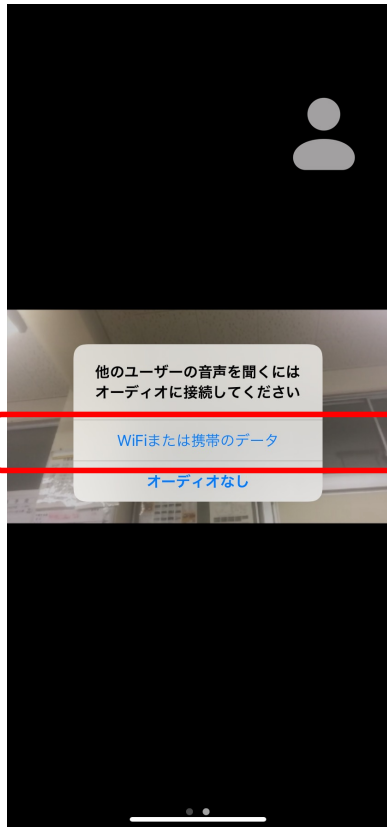 他のユーザーの音声を聞くには
オーディオに接続してください
WiFiまたは携帯のデータ
オーディオなし